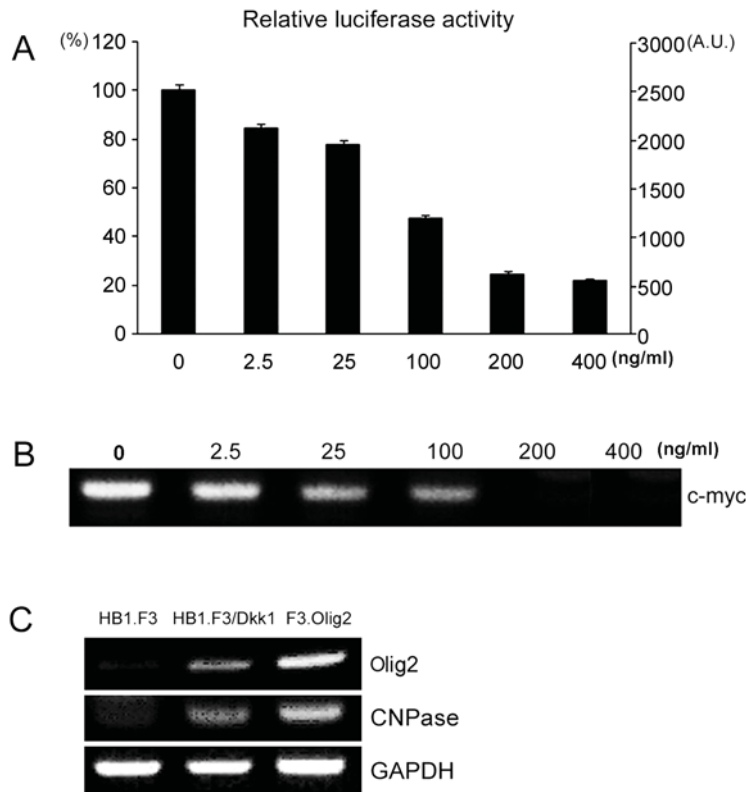 Relative luciferase activity
A
(%)
(A.U.)
120
100
80
60
40
20
0
3000
2500
2000
1500
1000
500
0
0 2.5 25 100 200 400 (ng/ml)
B
0 2.5 25 100 200 400 (ng/ml)
c-myc
C
HB1.F3 HB1.F3/Dkk1 F3.Olig2
Olig2
CNPase
GAPDH